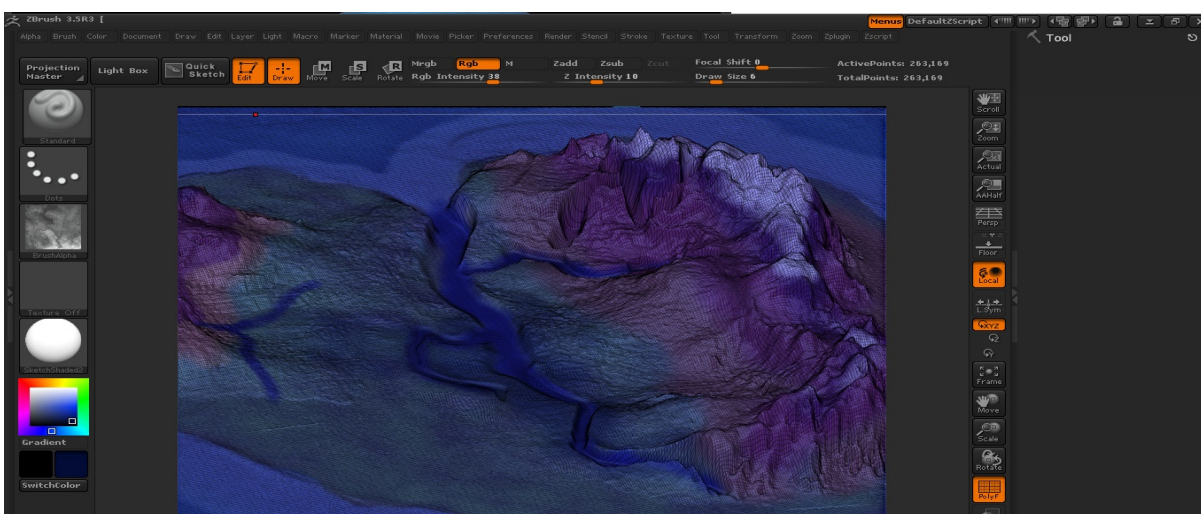 ZBrush 3.5R3 [
Menus DefaultZScript
Alpha Brush Color Document Draw Edit Layer Light Macro Marker Material Movie Picker Preferences Render Stencil Stroke Texture Tool Transform Zoom Zplugin Zscript
Tool
Projection Master
Light Box
Quick Sketch
Edit
Draw
Move
Scale
Rotate
Mrgb Rgb M
Rgb Intensity 38
Zadd Zsub Zcut
Z Intensity 10
Focal Shift 0
Draw Size 6
ActivePoints: 263,169
TotalPoints: 263,169
Standard
Dots
BrushAlpha
Texture Off
SketchShaded2
Gradient
SwitchColor
Scroll
Zoom
Actual
AAHalf
Persp
Floor
Local
L.Sym
XYZ
Frame
Move
Scale
Rotate
PolyF